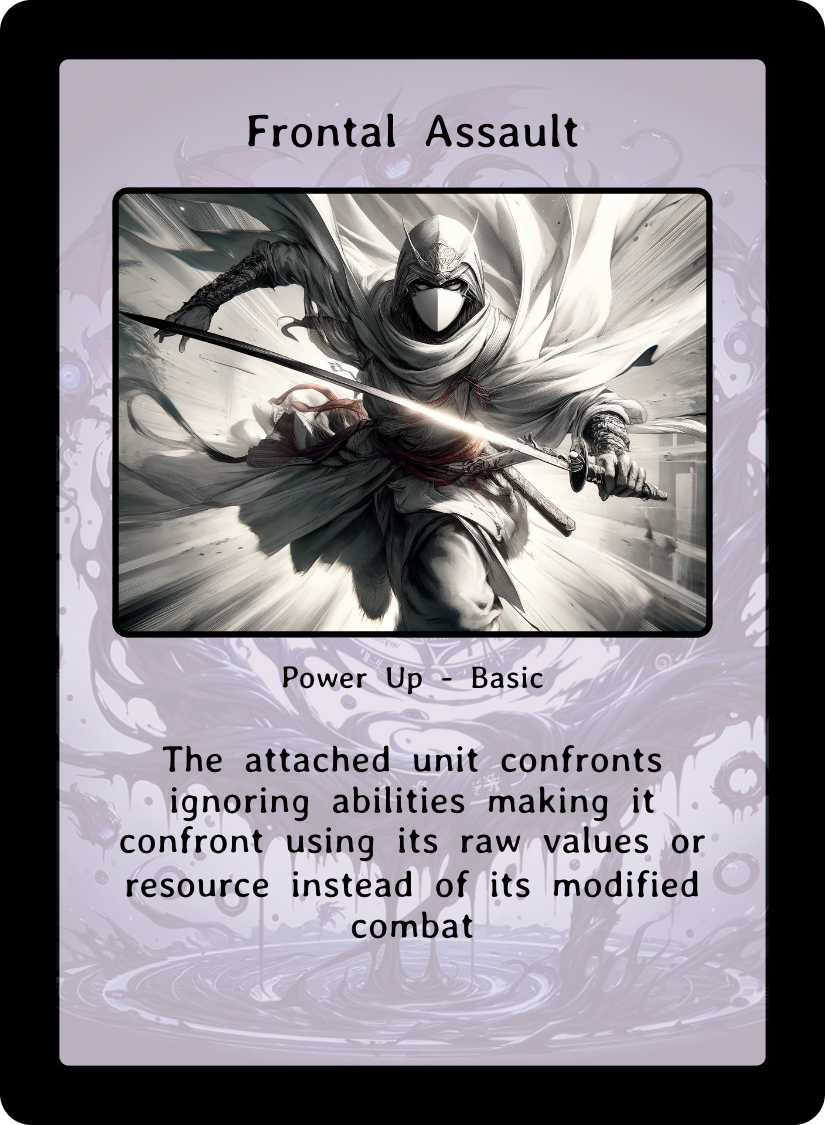 Frontal Assault
Power Up - Basic
The attached unit confronts
ignoring abilities making it
confront using its raw values or
resource instead of its modified
combat